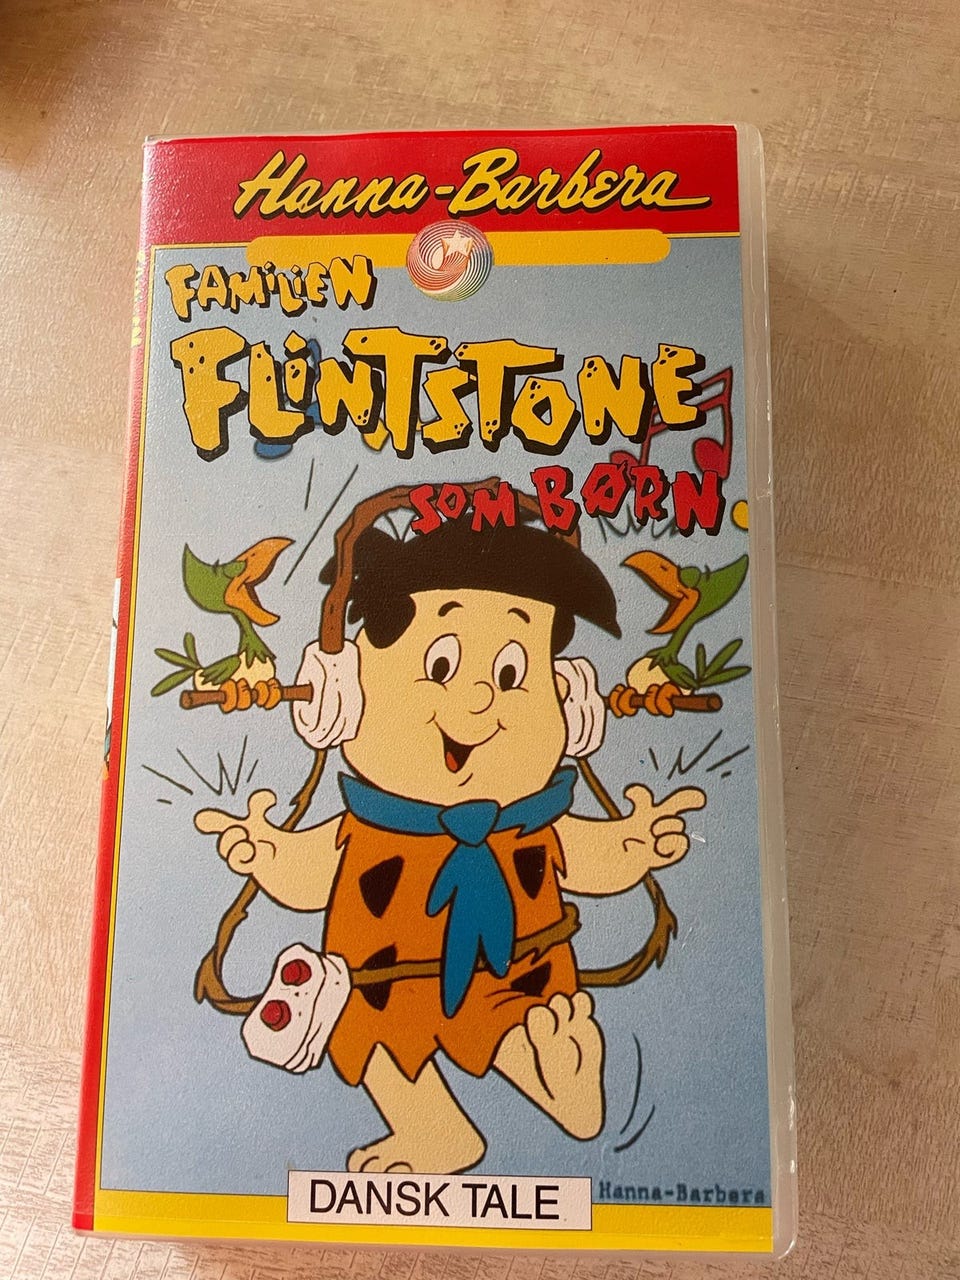 Hanna-Barbera
FAMiLiEN
FLiNTSTONE
SOM BØRN
DANSK TALE
Hanna-Barbera